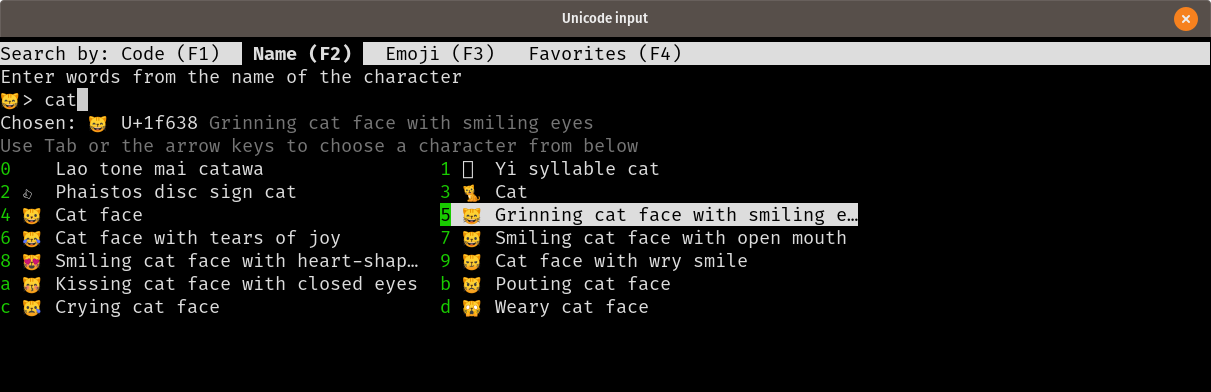 Unicode input
Search by: Code (F1) Name (F2) Emoji (F3) Favorites (F4)
Enter words from the name of the character
😸> cat
Chosen: 😸 U+1f638 Grinning cat face with smiling eyes
Use Tab or the arrow keys to choose a character from below
0 Lao tone mai catawa 1 Yi syllable cat
2 Phaistos disc sign cat 3 🐈 Cat
4 🐱 Cat face 5 😸 Grinning cat face with smiling e…
6 😹 Cat face with tears of joy 7 😺 Smiling cat face with open mouth
8 😻 Smiling cat face with heart-shap… 9 😼 Cat face with wry smile
a 😽 Kissing cat face with closed eyes b 😾 Pouting cat face
c 😿 Crying cat face d 🙀 Weary cat face